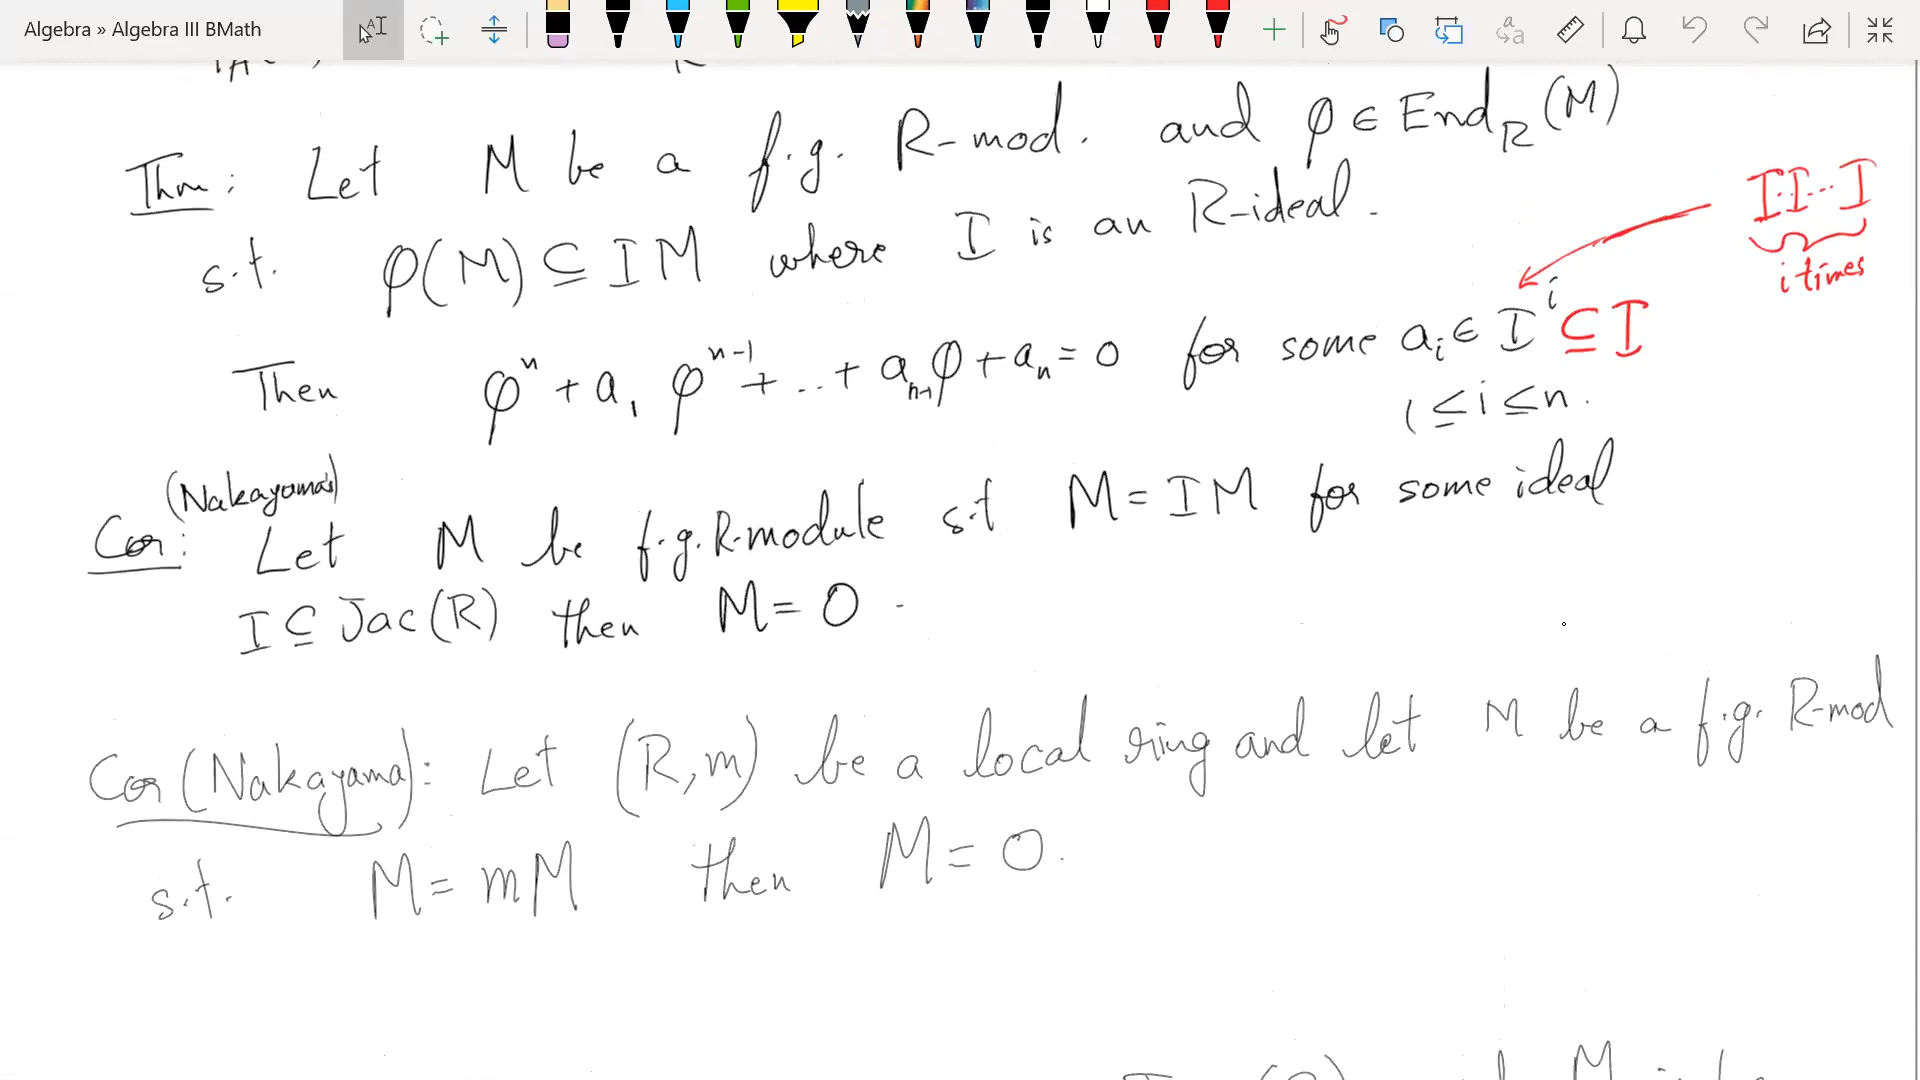 Algebra » Algebra III BMath
Thm: Let M be a f.g. R-mod. and φ ∈ End_R(M)
s.t. φ(M) ⊆ IM where I is an R-ideal.
I·I···I
i times
Then φ^n + a_1 φ^{n-1} + ... + a_{n-1} φ + a_n = 0 for some a_i ∈ I^i ⊆ I
1 ≤ i ≤ n.
(Nakayama's)
Cor: Let M be f.g. R-module s.t M = IM for some ideal
I ⊆ Jac(R) then M = 0.
Cor (Nakayama): Let (R, m) be a local ring and let M be a f.g. R-mod
s.t. M = mM then M = 0.